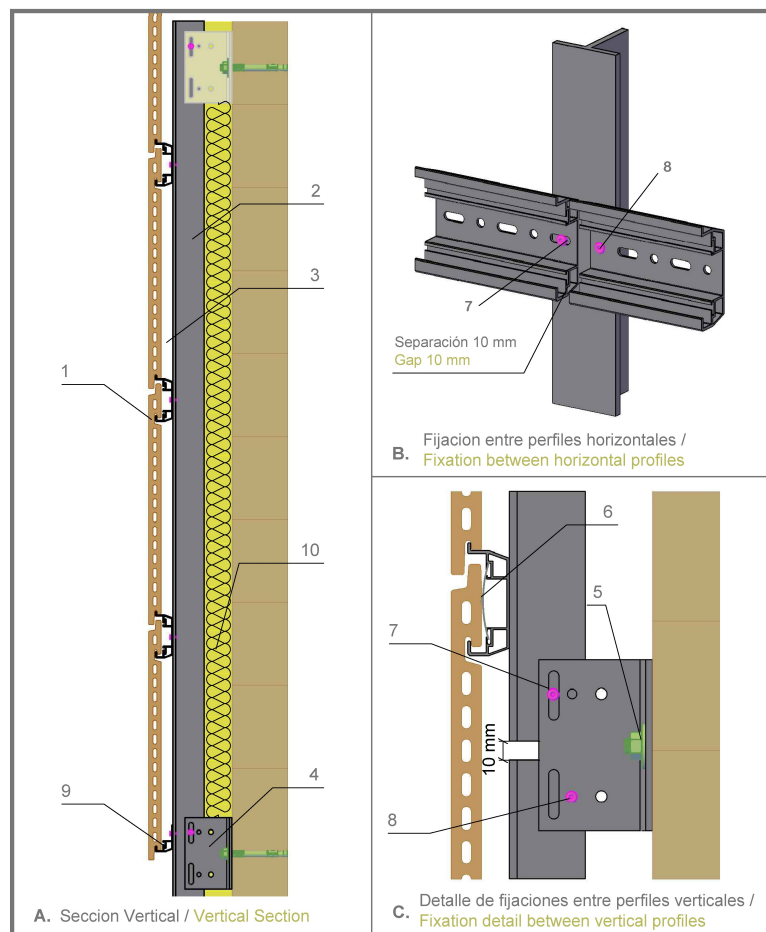 2
3
1
10
4
9
A. Seccion Vertical / Vertical Section
8
7
Separación 10 mm
Gap 10 mm
B. Fijacion entre perfiles horizontales /
Fixation between horizontal profiles
6
5
7
10 mm
8
C. Detalle de fijaciones entre perfiles verticales /
Fixation detail between vertical profiles